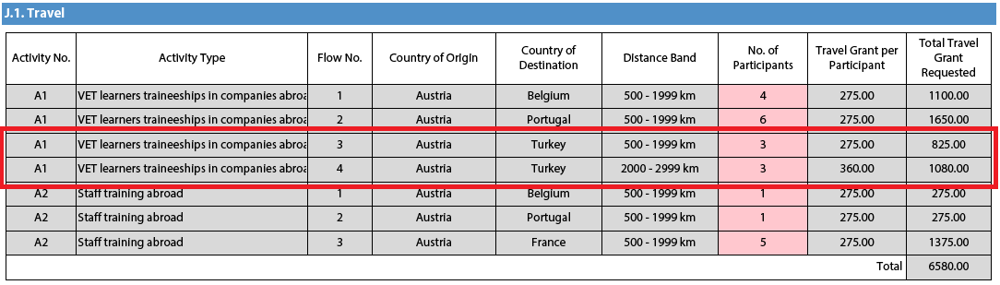 J.1. Travel
Activity No. Activity Type Flow No. Country of Origin Country of Destination Distance Band No. of Participants Travel Grant per Participant Total Travel Grant Requested
A1 VET learners traineeships in companies abroa 1 Austria Belgium 500 - 1999 km 4 275.00 1100.00
A1 VET learners traineeships in companies abroa 2 Austria Portugal 500 - 1999 km 6 275.00 1650.00
A1 VET learners traineeships in companies abroa 3 Austria Turkey 500 - 1999 km 3 275.00 825.00
A1 VET learners traineeships in companies abroa 4 Austria Turkey 2000 - 2999 km 3 360.00 1080.00
A2 Staff training abroad 1 Austria Belgium 500 - 1999 km 1 275.00 275.00
A2 Staff training abroad 2 Austria Portugal 500 - 1999 km 1 275.00 275.00
A2 Staff training abroad 3 Austria France 500 - 1999 km 5 275.00 1375.00
Total 6580.00